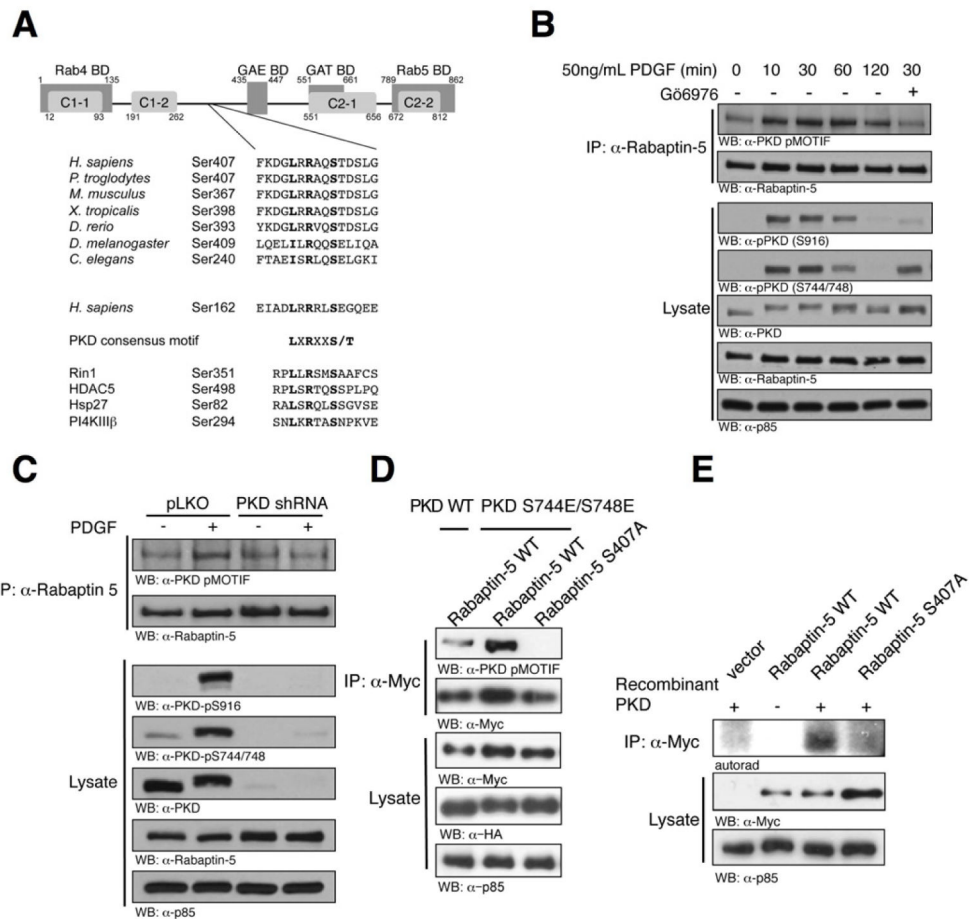 A
Rab4 BD GAE BD GAT BD Rab5 BD
1 135 435 447 551 661 789 862
C1-1 C1-2 C2-1 C2-2
12 93 191 262 551 656 672 812
H. sapiens Ser407 FKDGLRRAQSTDSLG
P. troglodytes Ser407 FKDGLRRAQSTDSLG
M. musculus Ser367 FKDGLRRAQSTDSLG
X. tropicalis Ser398 FKDGLRRAQSTDSLG
D. rerio Ser393 YKDGLRRVQSTDSLG
D. melanogaster Ser409 LQELILRQQSELIQA
C. elegans Ser240 FTAEISRLQSELGKI
H. sapiens Ser162 EIADLRRRLSEGQEE
PKD consensus motif LXRXXS/T
Rin1 Ser351 RPLLRSMSAAFCS
HDAC5 Ser498 RPLSRTQSSPLPQ
Hsp27 Ser82 RALSRQLSSGVSE
PI4KIIIβ Ser294 SNLKRTASNPKVE
B
50ng/mL PDGF (min) 0 10 30 60 120 30
Gö6976 - - - - - +
IP: α-Rabaptin-5
WB: α-PKD pMOTIF
WB: α-Rabaptin-5
Lysate
WB: α-pPKD (S916)
WB: α-pPKD (S744/748)
WB: α-PKD
WB: α-Rabaptin-5
WB: α-p85
C
pLKO PKD shRNA
PDGF - + - +
P: α-Rabaptin 5
WB: α-PKD pMOTIF
WB: α-Rabaptin-5
Lysate
WB: α-PKD-pS916
WB: α-PKD-pS744/748
WB: α-PKD
WB: α-Rabaptin-5
WB: α-p85
D
PKD WT PKD S744E/S748E
Rabaptin-5 WT
Rabaptin-5 WT
Rabaptin-5 S407A
IP: α-Myc
WB: α-PKD pMOTIF
WB: α-Myc
Lysate
WB: α-Myc
WB: α-HA
WB: α-p85
E
vector
Rabaptin-5 WT
Rabaptin-5 WT
Rabaptin-5 S407A
Recombinant
PKD + - + +
IP: α-Myc
autorad
Lysate
WB: α-Myc
WB: α-p85